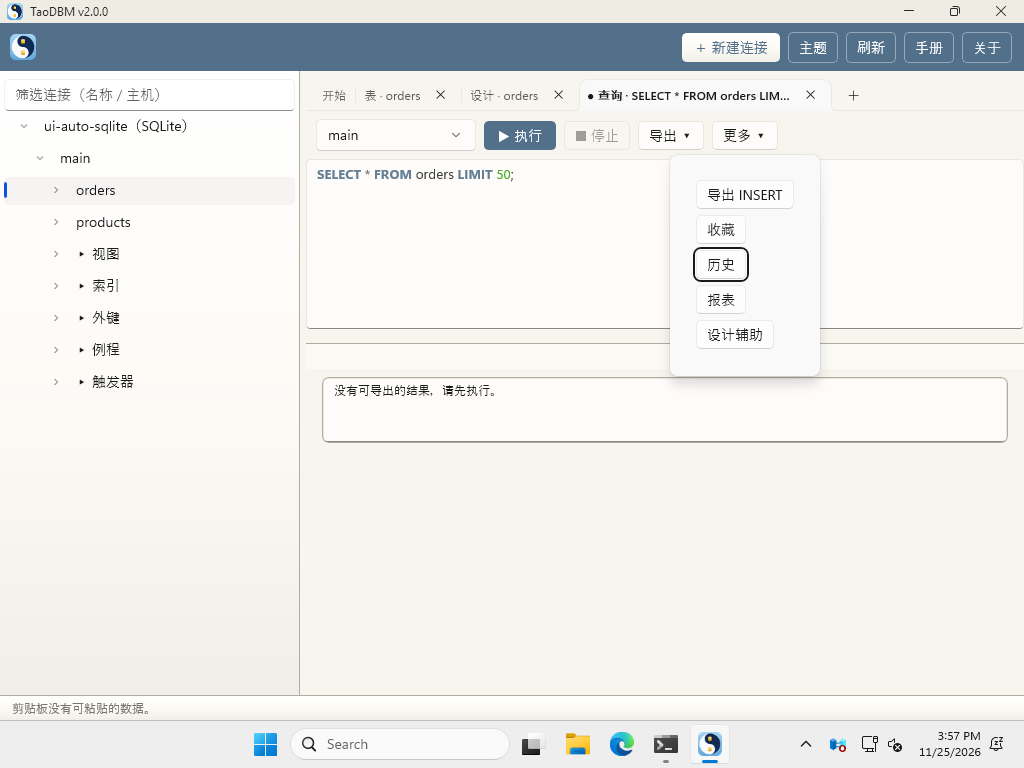 TaoDBM v2.0.0
＋ 新建连接 主题 刷新 手册 关于
筛选连接（名称 / 主机）
ui-auto-sqlite（SQLite）
main
orders
products
视图
索引
外键
例程
触发器
开始 表 · orders 设计 · orders ● 查询 · SELECT * FROM orders LIM...
main ▶ 执行 ■ 停止 导出 ▾ 更多 ▾
SELECT * FROM orders LIMIT 50;
导出 INSERT
收藏
历史
报表
设计辅助
没有可导出的结果，请先执行。
剪贴板没有可粘贴的数据。
Search
3:57 PM
11/25/2026